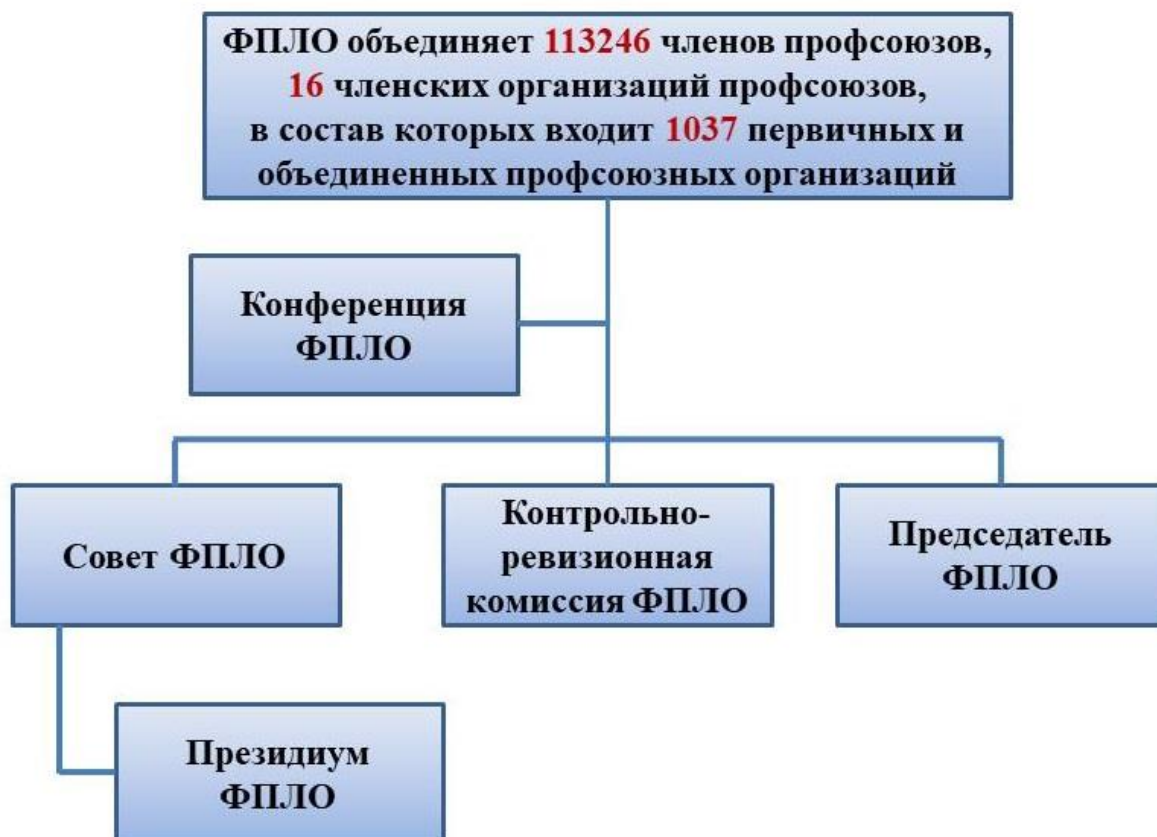 ФПЛО объединяет 113246 членов профсоюзов,
16 членских организаций профсоюзов,
в состав которых входит 1037 первичных и
объединенных профсоюзных организаций
Конференция
ФПЛО
Совет ФПЛО
Контрольно-
ревизионная
комиссия ФПЛО
Председатель
ФПЛО
Президиум
ФПЛО